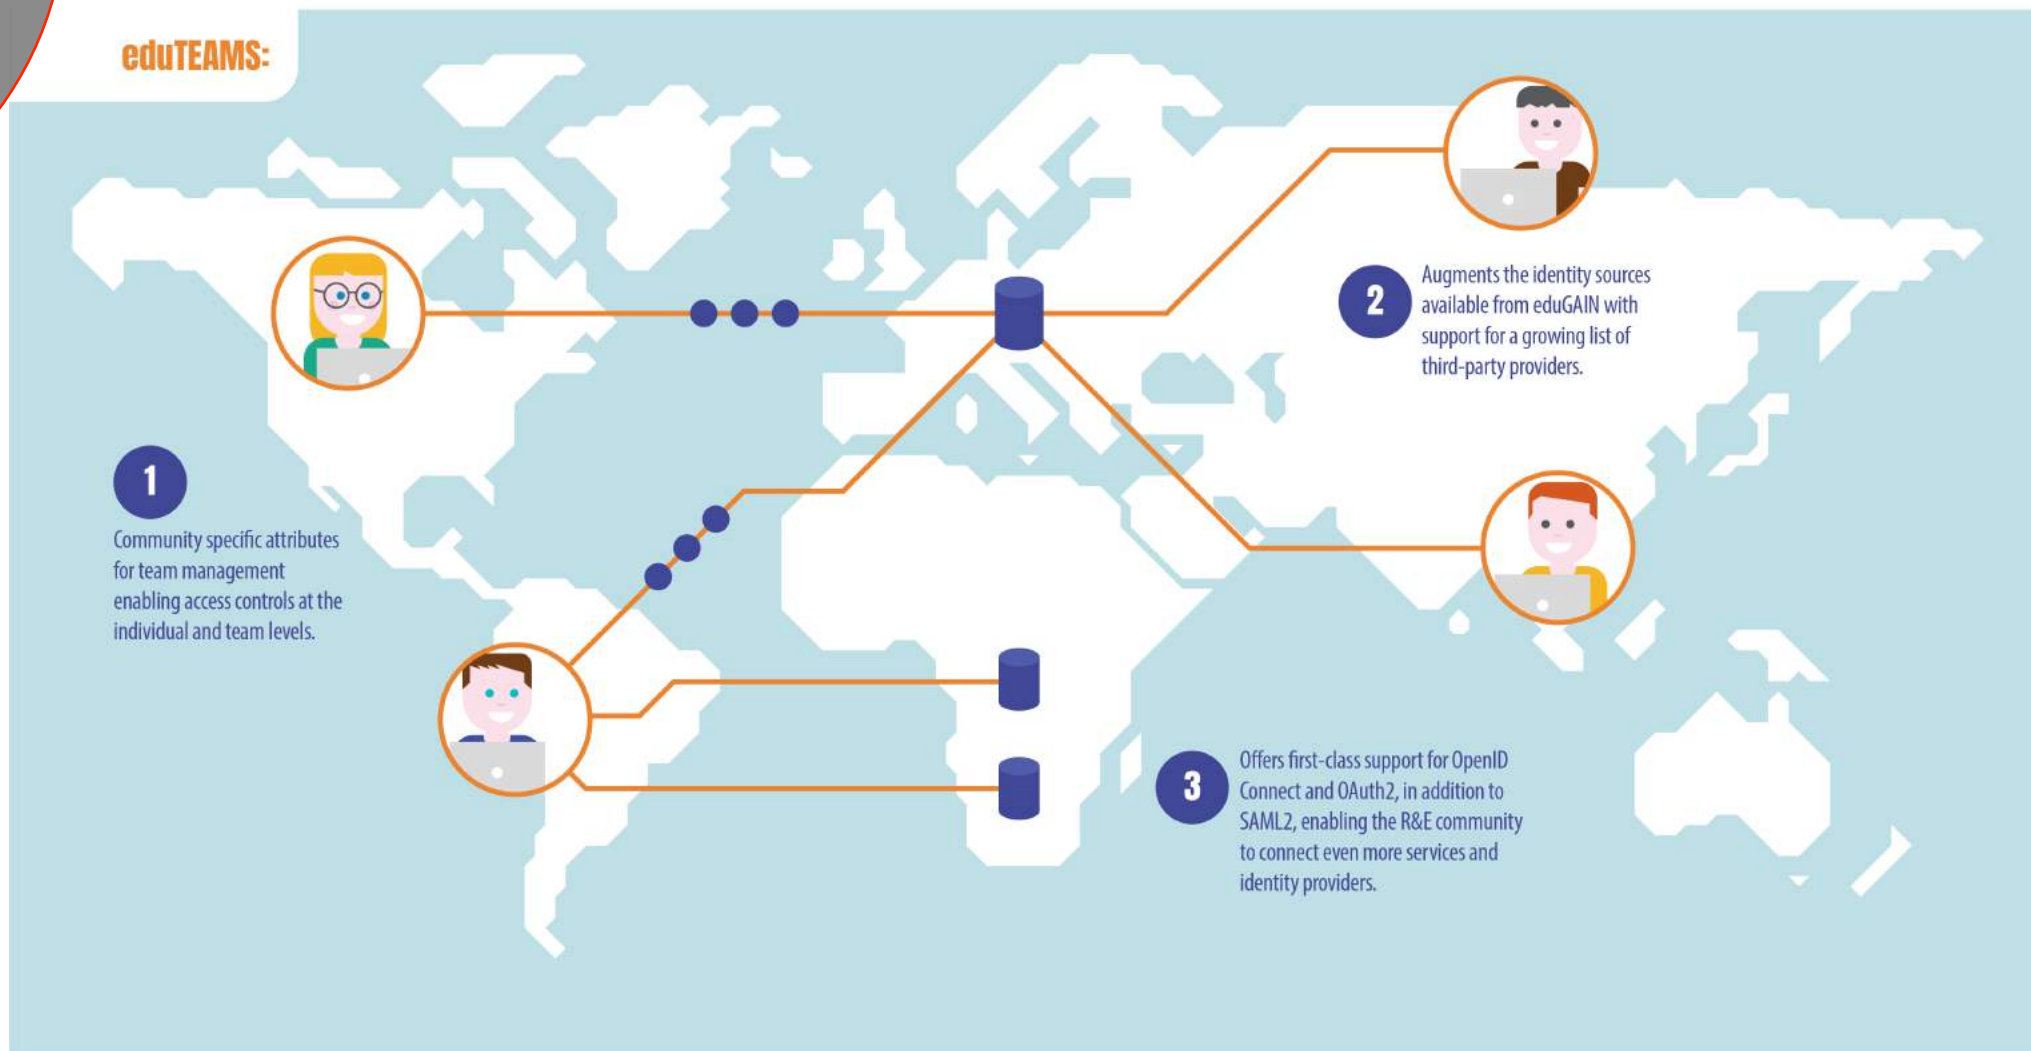 eduTEAMS:
1
Community specific attributes
for team management
enabling access controls at the
individual and team levels.
2
Augments the identity sources
available from eduGAIN with
support for a growing list of
third-party providers.
3
Offers first-class support for OpenID
Connect and OAuth2, in addition to
SAML2, enabling the R&E community
to connect even more services and
identity providers.